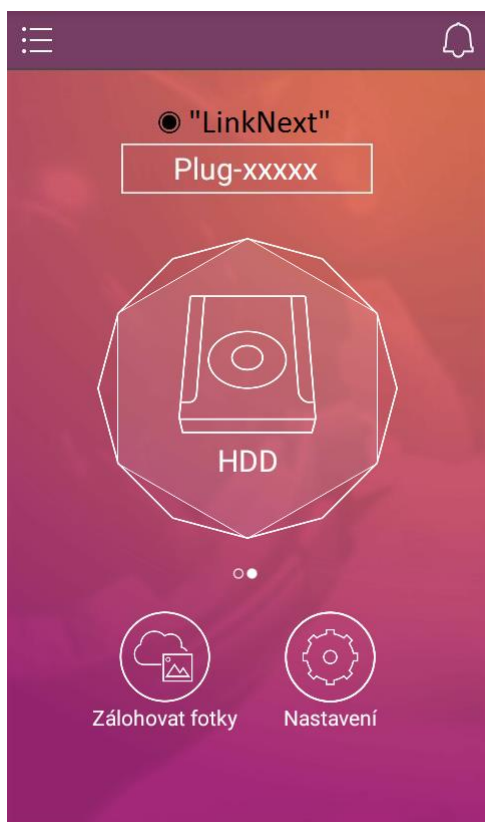 ◉ "LinkNext"
Plug-xxxxx
HDD
Zálohovat fotky
Nastavení